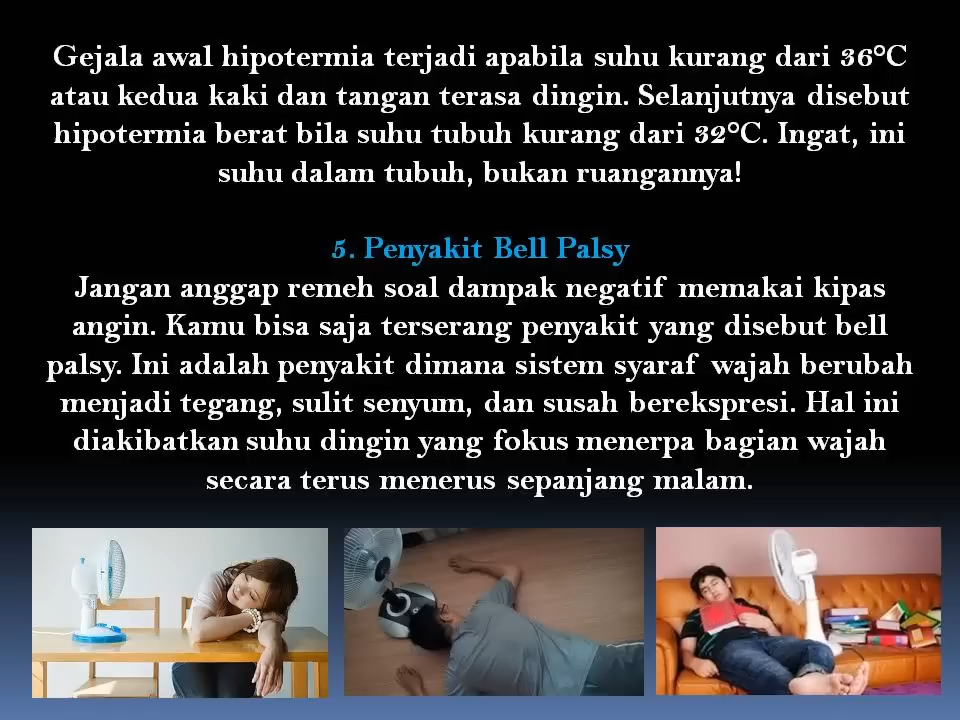 Gejala awal hipotermia terjadi apabila suhu kurang dari 36°C
atau kedua kaki dan tangan terasa dingin. Selanjutnya disebut
hipotermia berat bila suhu tubuh kurang dari 32°C. Ingat, ini
suhu dalam tubuh, bukan ruangannya!
5. Penyakit Bell Palsy
Jangan anggap remeh soal dampak negatif memakai kipas
angin. Kamu bisa saja terserang penyakit yang disebut bell
palsy. Ini adalah penyakit dimana sistem syaraf wajah berubah
menjadi tegang, sulit senyum, dan susah berekspresi. Hal ini
diakibatkan suhu dingin yang fokus menerpa bagian wajah
secara terus menerus sepanjang malam.